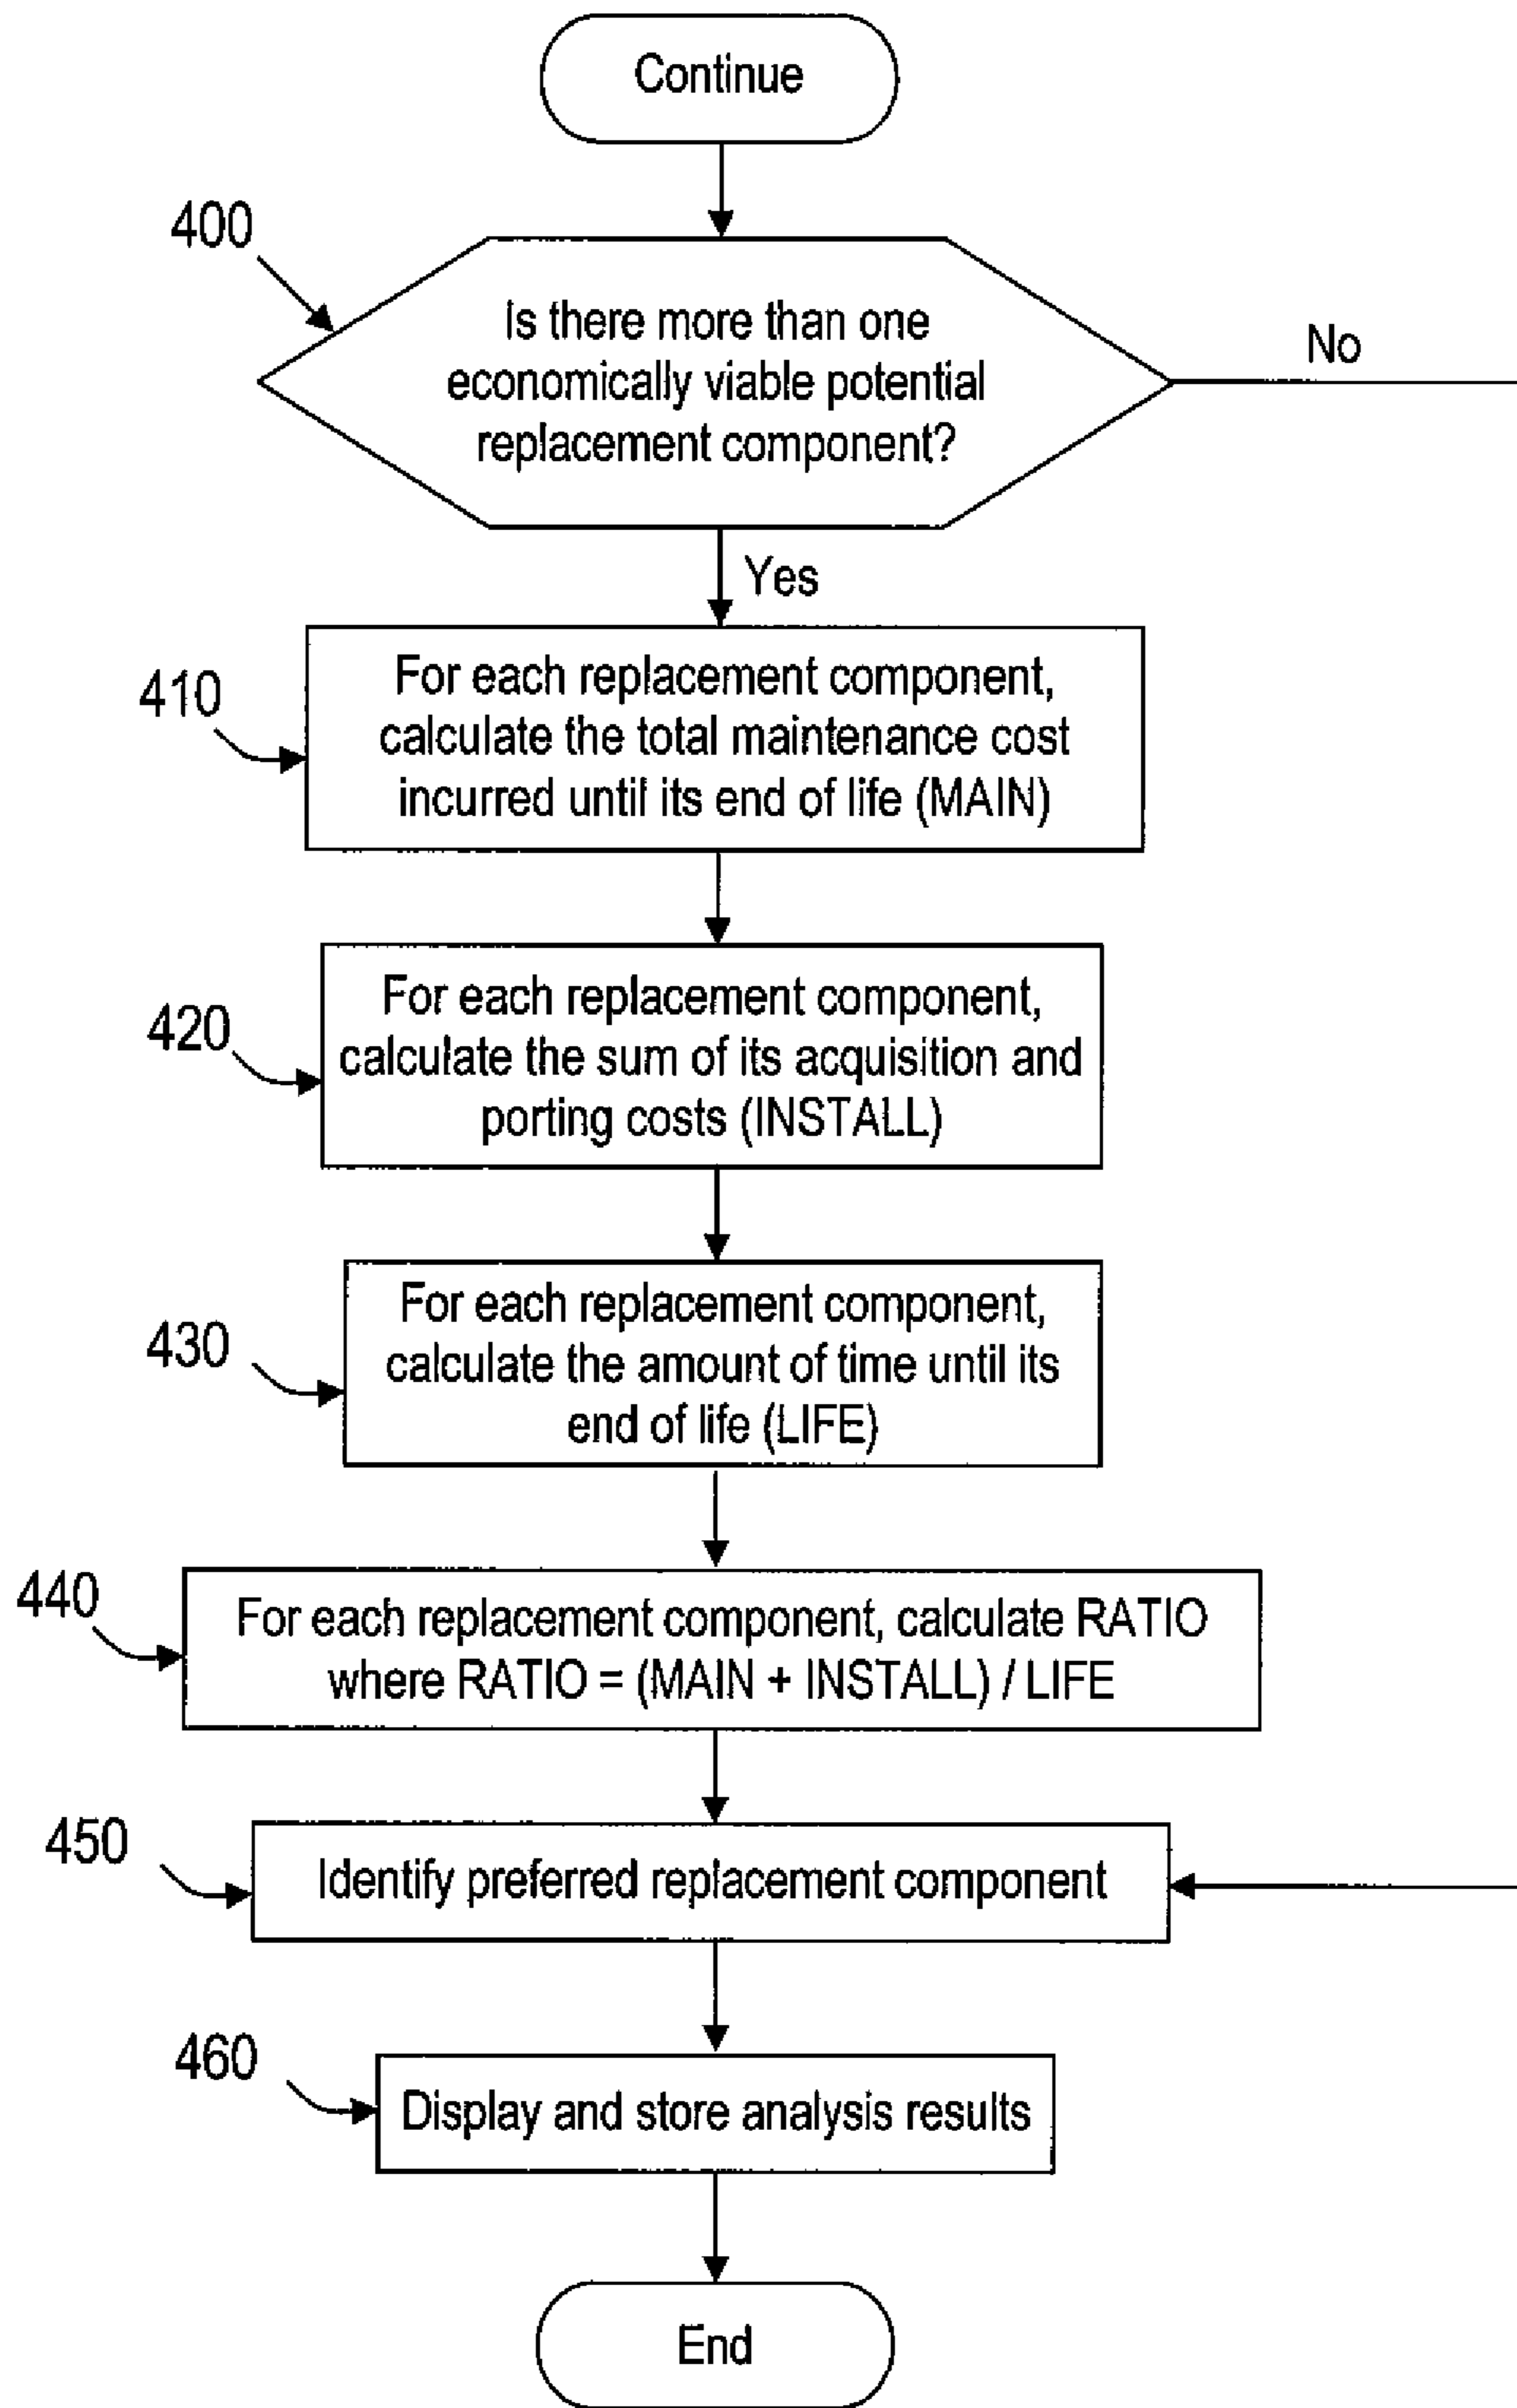 Continue
400
Is there more than one
economically viable potential
replacement component?
No
Yes
410
For each replacement component,
calculate the total maintenance cost
incurred until its end of life (MAIN)
420
For each replacement component,
calculate the sum of its acquisition and
porting costs (INSTALL)
430
For each replacement component,
calculate the amount of time until its
end of life (LIFE)
440
For each replacement component, calculate RATIO
where RATIO = (MAIN + INSTALL) / LIFE
450
Identify preferred replacement component
460
Display and store analysis results
End